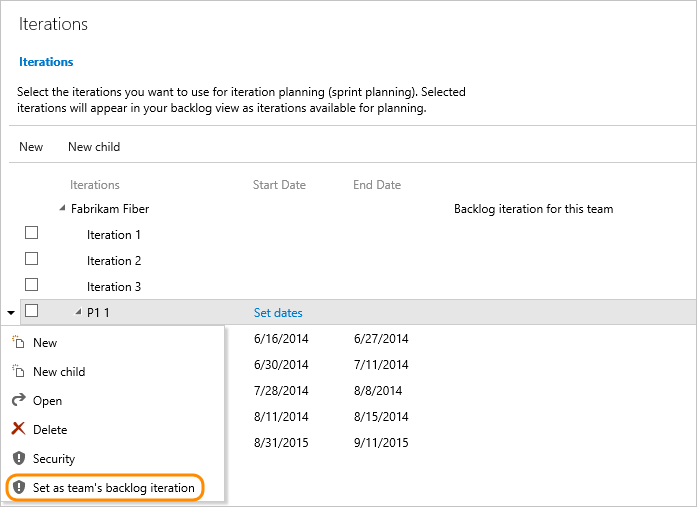 Iterations
Iterations
Select the iterations you want to use for iteration planning (sprint planning). Selected
iterations will appear in your backlog view as iterations available for planning.
New New child
Iterations Start Date End Date
Fabrikam Fiber Backlog iteration for this team
Iteration 1
Iteration 2
Iteration 3
P1 1 Set dates
New 6/16/2014 6/27/2014
New child 6/30/2014 7/11/2014
Open 7/28/2014 8/8/2014
Delete 8/11/2014 8/15/2014
Security 8/31/2015 9/11/2015
Set as team's backlog iteration